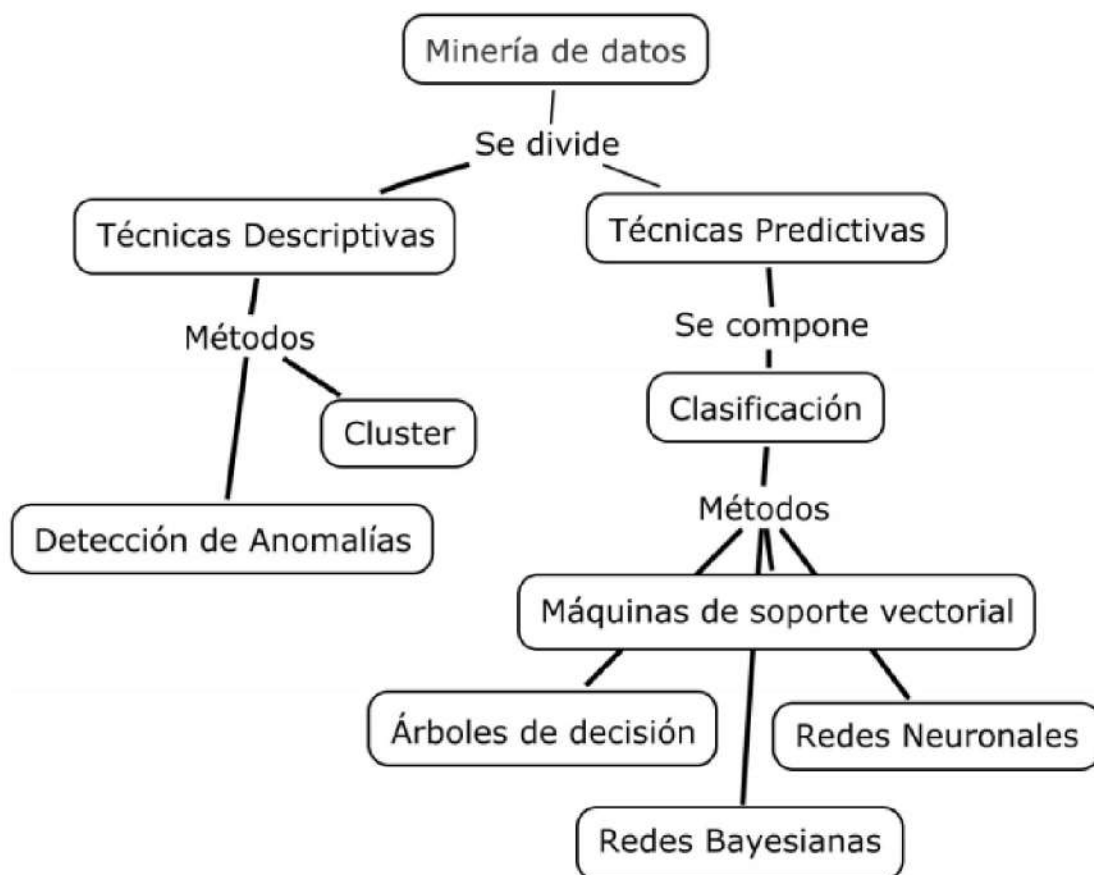 Minería de datos
Se divide
Técnicas Descriptivas
Técnicas Predictivas
Métodos
Se compone
Cluster
Clasificación
Detección de Anomalías
Métodos
Máquinas de soporte vectorial
Árboles de decisión
Redes Neuronales
Redes Bayesianas